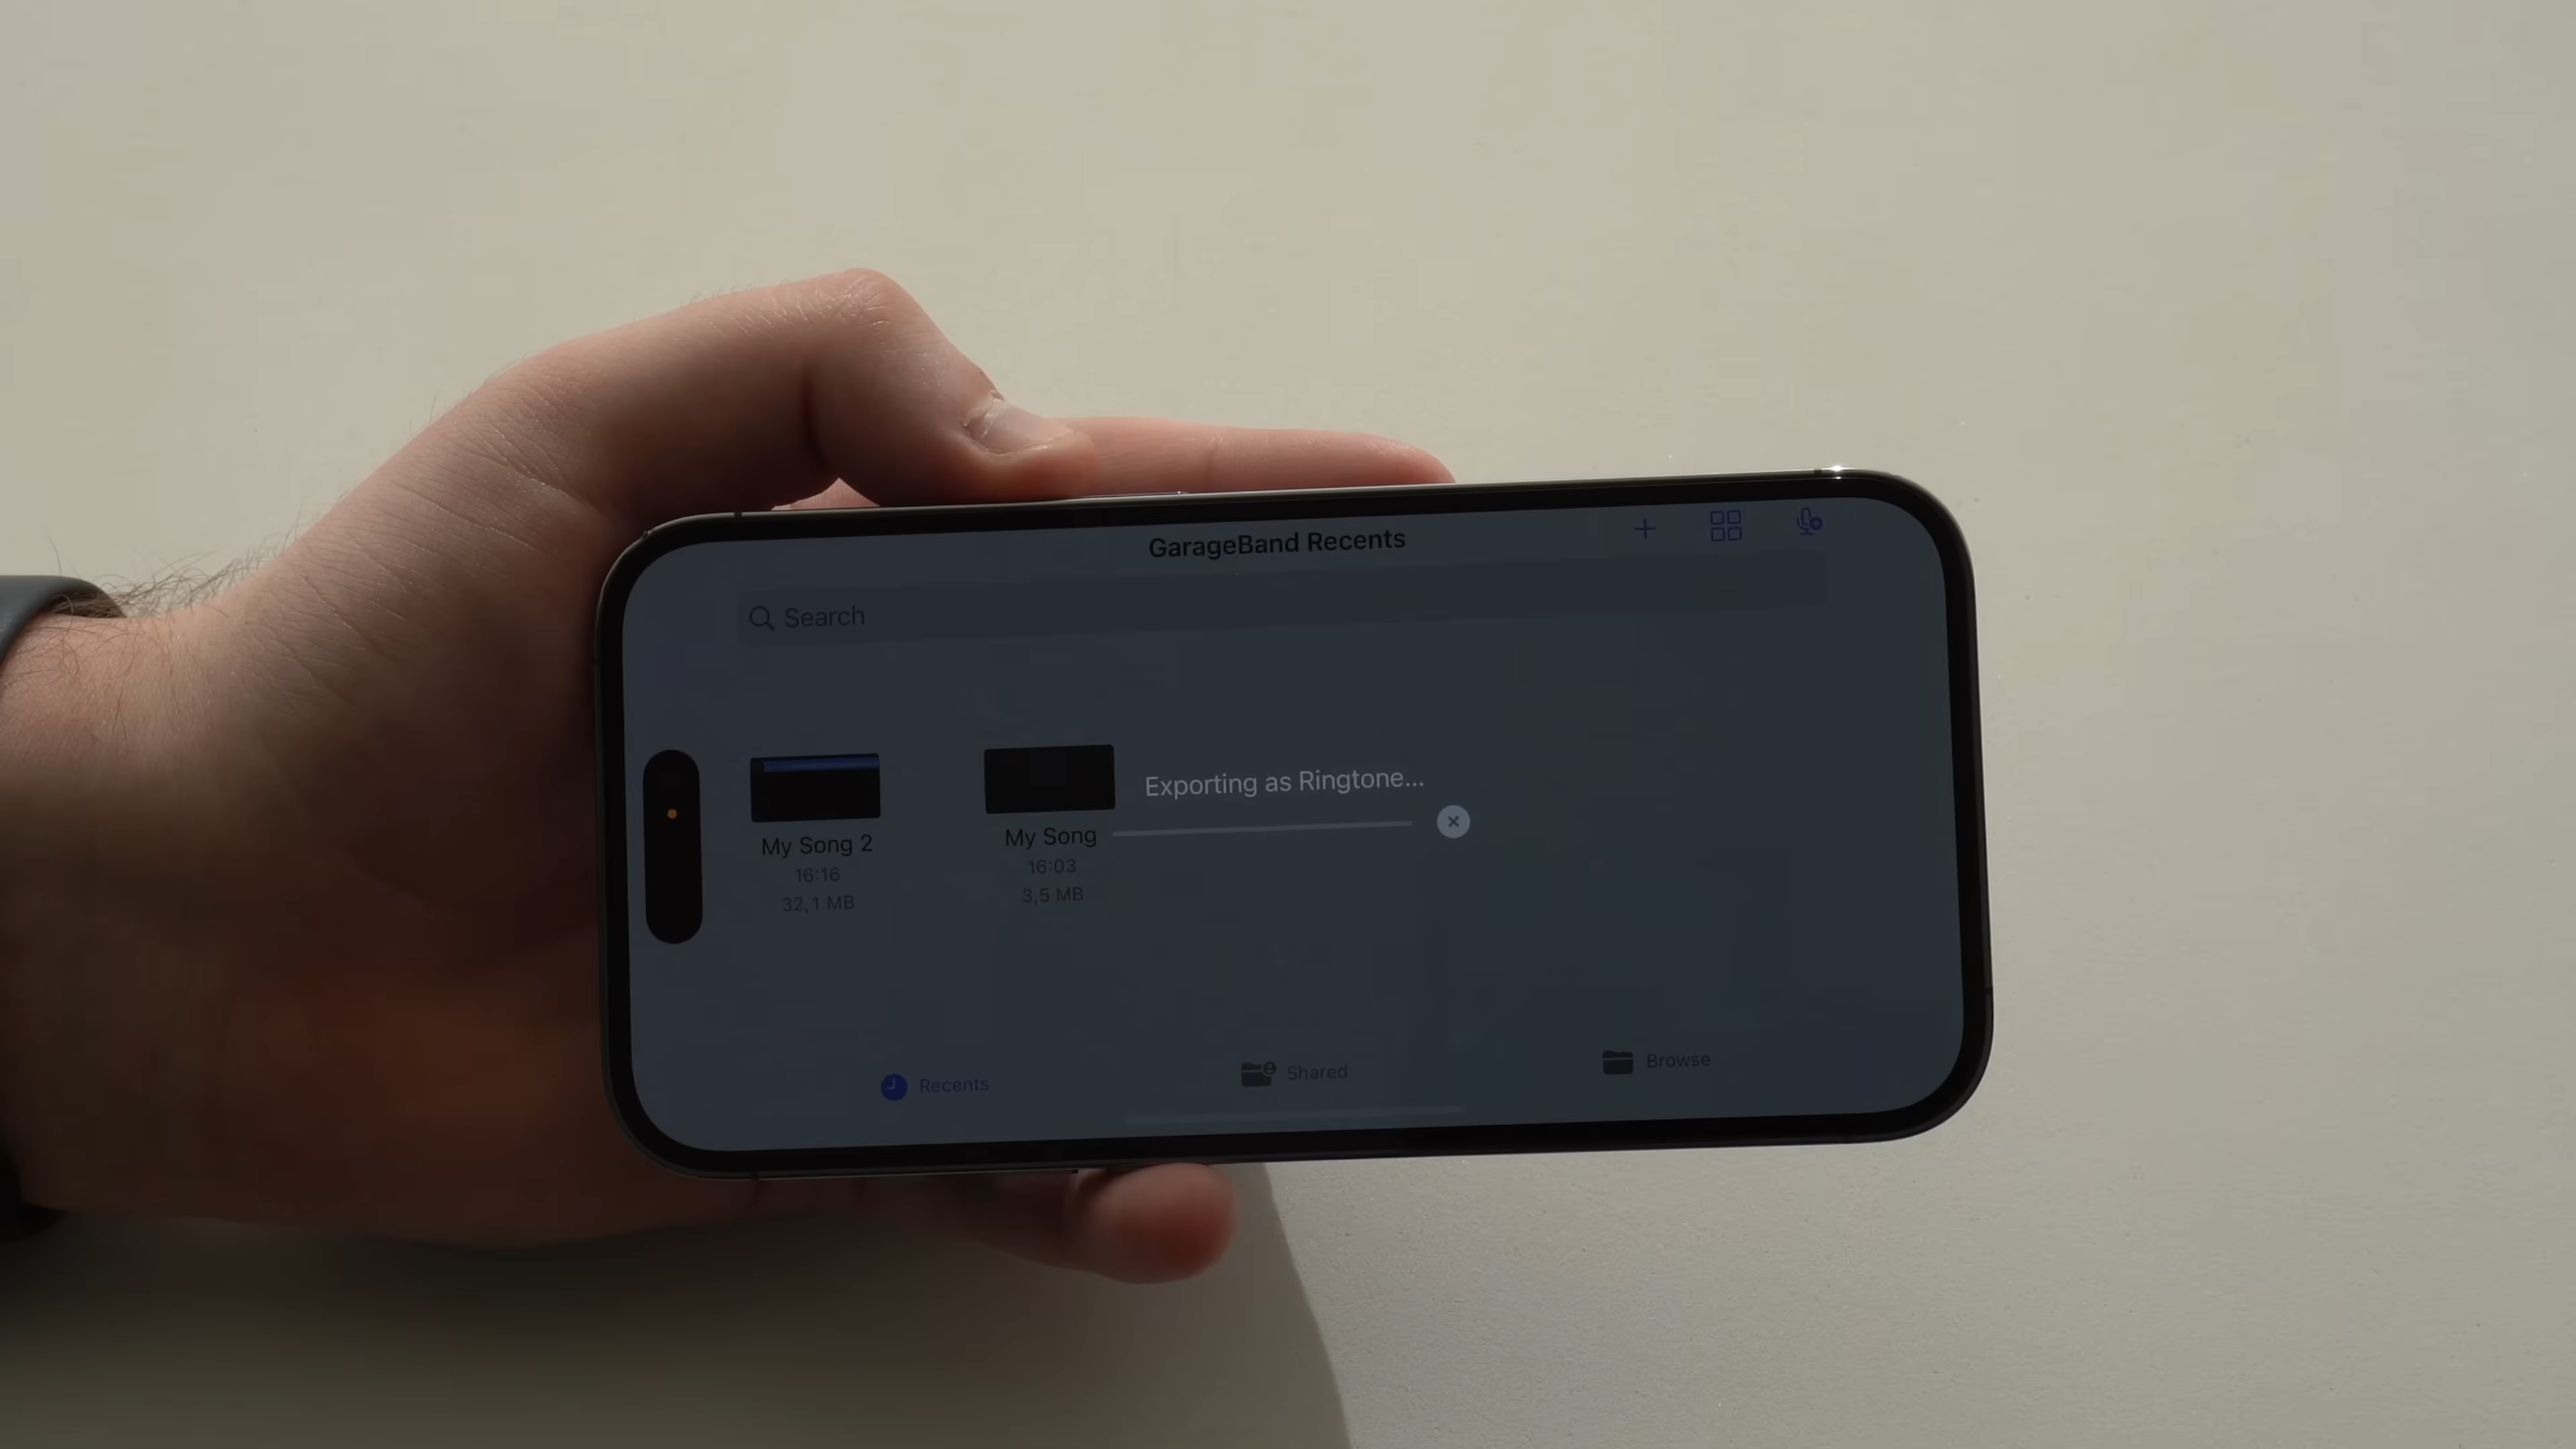 GarageBand Recents
Search
Exporting as Ringtone...
My Song 2
16:16
32,1 MB
My Song
16:03
3,5 MB
Recents
Shared
Browse